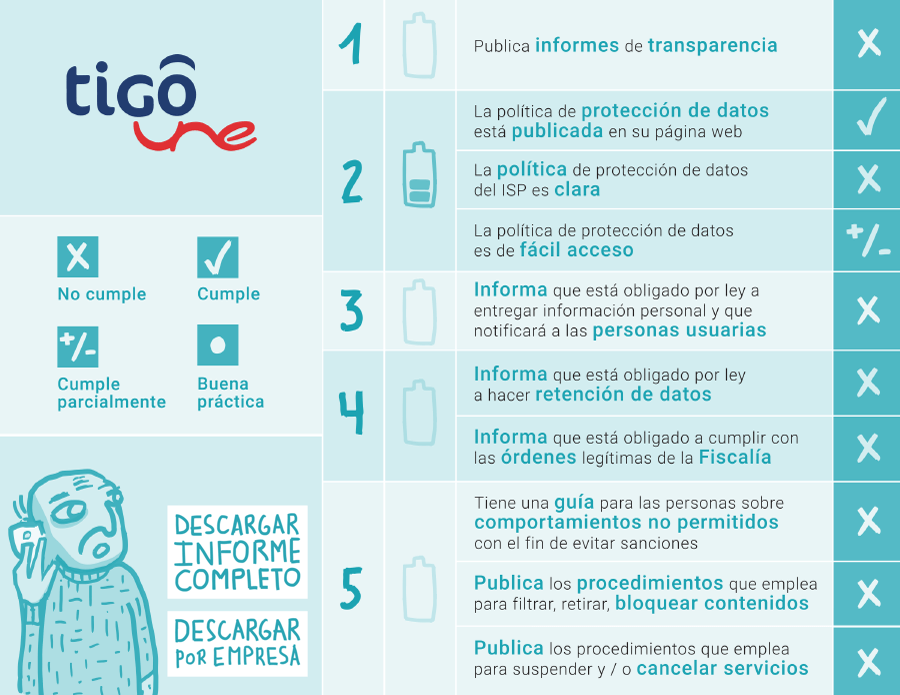 tigô
une
No cumple
Cumple
+/-
Cumple
parcialmente
Buena
práctica
DESCARGAR
INFORME
COMPLETO
DESCARGAR
POR EMPRESA
1
Publica informes de transparencia
2
La política de protección de datos
está publicada en su página web
La política de protección de datos
del ISP es clara
La política de protección de datos
es de fácil acceso
+/-
3
Informa que está obligado por ley a
entregar información personal y que
notificará a las personas usuarias
4
Informa que está obligado por ley
a hacer retención de datos
Informa que está obligado a cumplir con
las órdenes legítimas de la Fiscalía
5
Tiene una guía para las personas sobre
comportamientos no permitidos
con el fin de evitar sanciones
Publica los procedimientos que emplea
para filtrar, retirar, bloquear contenidos
Publica los procedimientos que emplea
para suspender y / o cancelar servicios